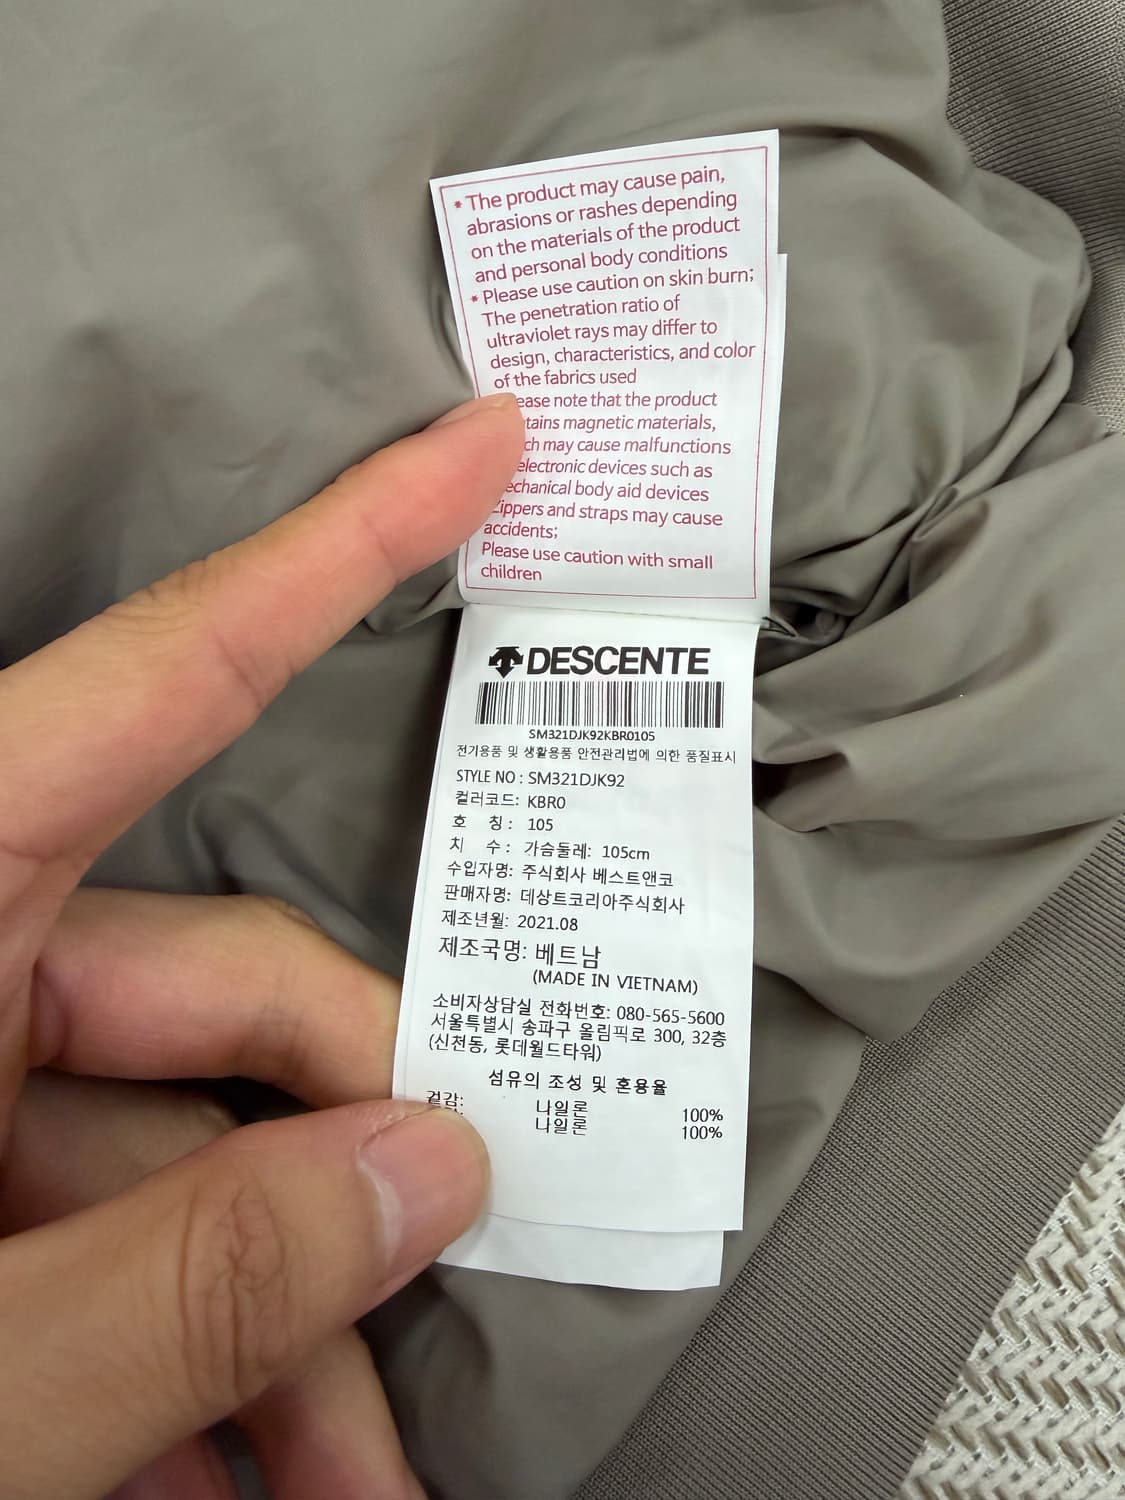 * The product may cause pain,
abrasions or rashes depending
on the materials of the product
and personal body conditions
* Please use caution on skin burn;
The penetration ratio of
ultraviolet rays may differ to
design, characteristics, and color
of the fabrics used
note that the product
magnetic materials,
may cause malfunctions
electronic devices such as
body aid devices
Zippers and straps may cause
accidents;
Please use caution with small
children
DESCENTE
SM321DJK92KBR0105
전기용품 및 생활용품 안전관리법에 의한 품질표시
STYLE NO : SM321DJK92
컬러코드: KBR0
호 칭 : 105
치 수 : 가슴둘레: 105cm
수입자명: 주식회사 베스트앤코
판매자명: 데상트코리아주식회사
제조년월: 2021.08
제조국명: 베트남
(MADE IN VIETNAM)
소비자상담실 전화번호: 080-565-5600
서울특별시 송파구 올림픽로 300, 32층
(신천동, 롯데월드타워)
섬유의 조성 및 혼용율
겉감: 나일론 100%
나일론 100%